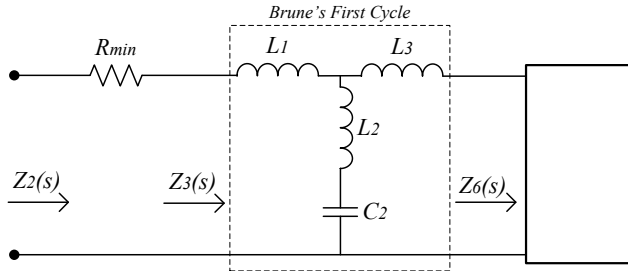 Brune's First Cycle
Rmin
L1
L3
L2
C2
Z2(s)
Z3(s)
Z6(s)